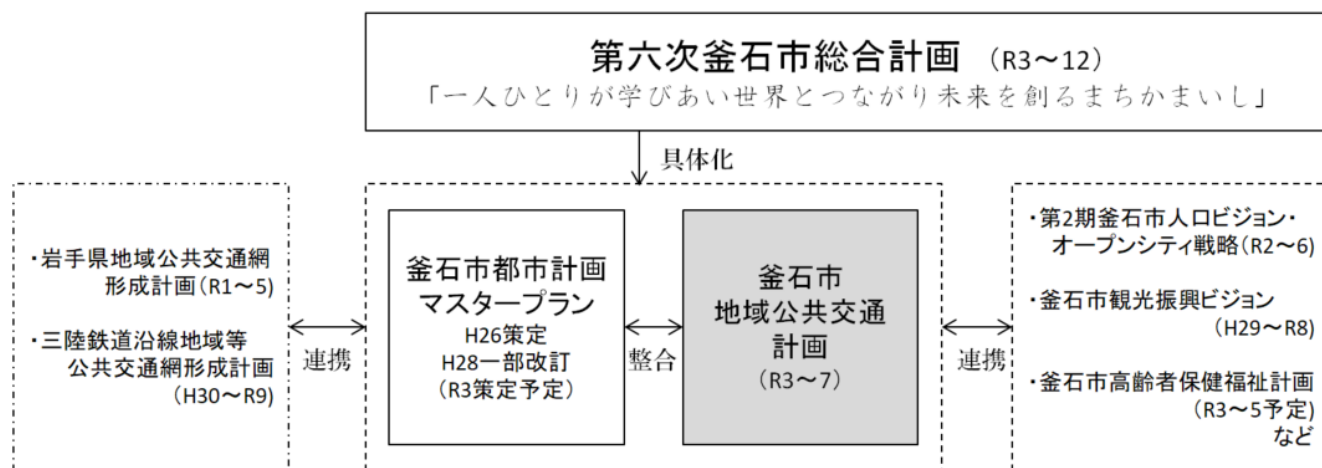 第六次釜石市総合計画 （R3～12）
「一人ひとりが学びあい世界とつながり未来を創るまちかまいし」
具体化
・岩手県地域公共交通網
形成計画（R1～5）
・三陸鉄道沿線地域等
公共交通網形成計画
（H30～R9）
連携
釜石市都市計画
マスタープラン
H26策定
H28一部改訂
（R3策定予定）
整合
釜石市
地域公共交通
計画
（R3～7）
連携
・第2期釜石市人口ビジョン・
オープンシティ戦略（R2～6）
・釜石市観光振興ビジョン
（H29～R8）
・釜石市高齢者保健福祉計画
（R3～5予定）
など